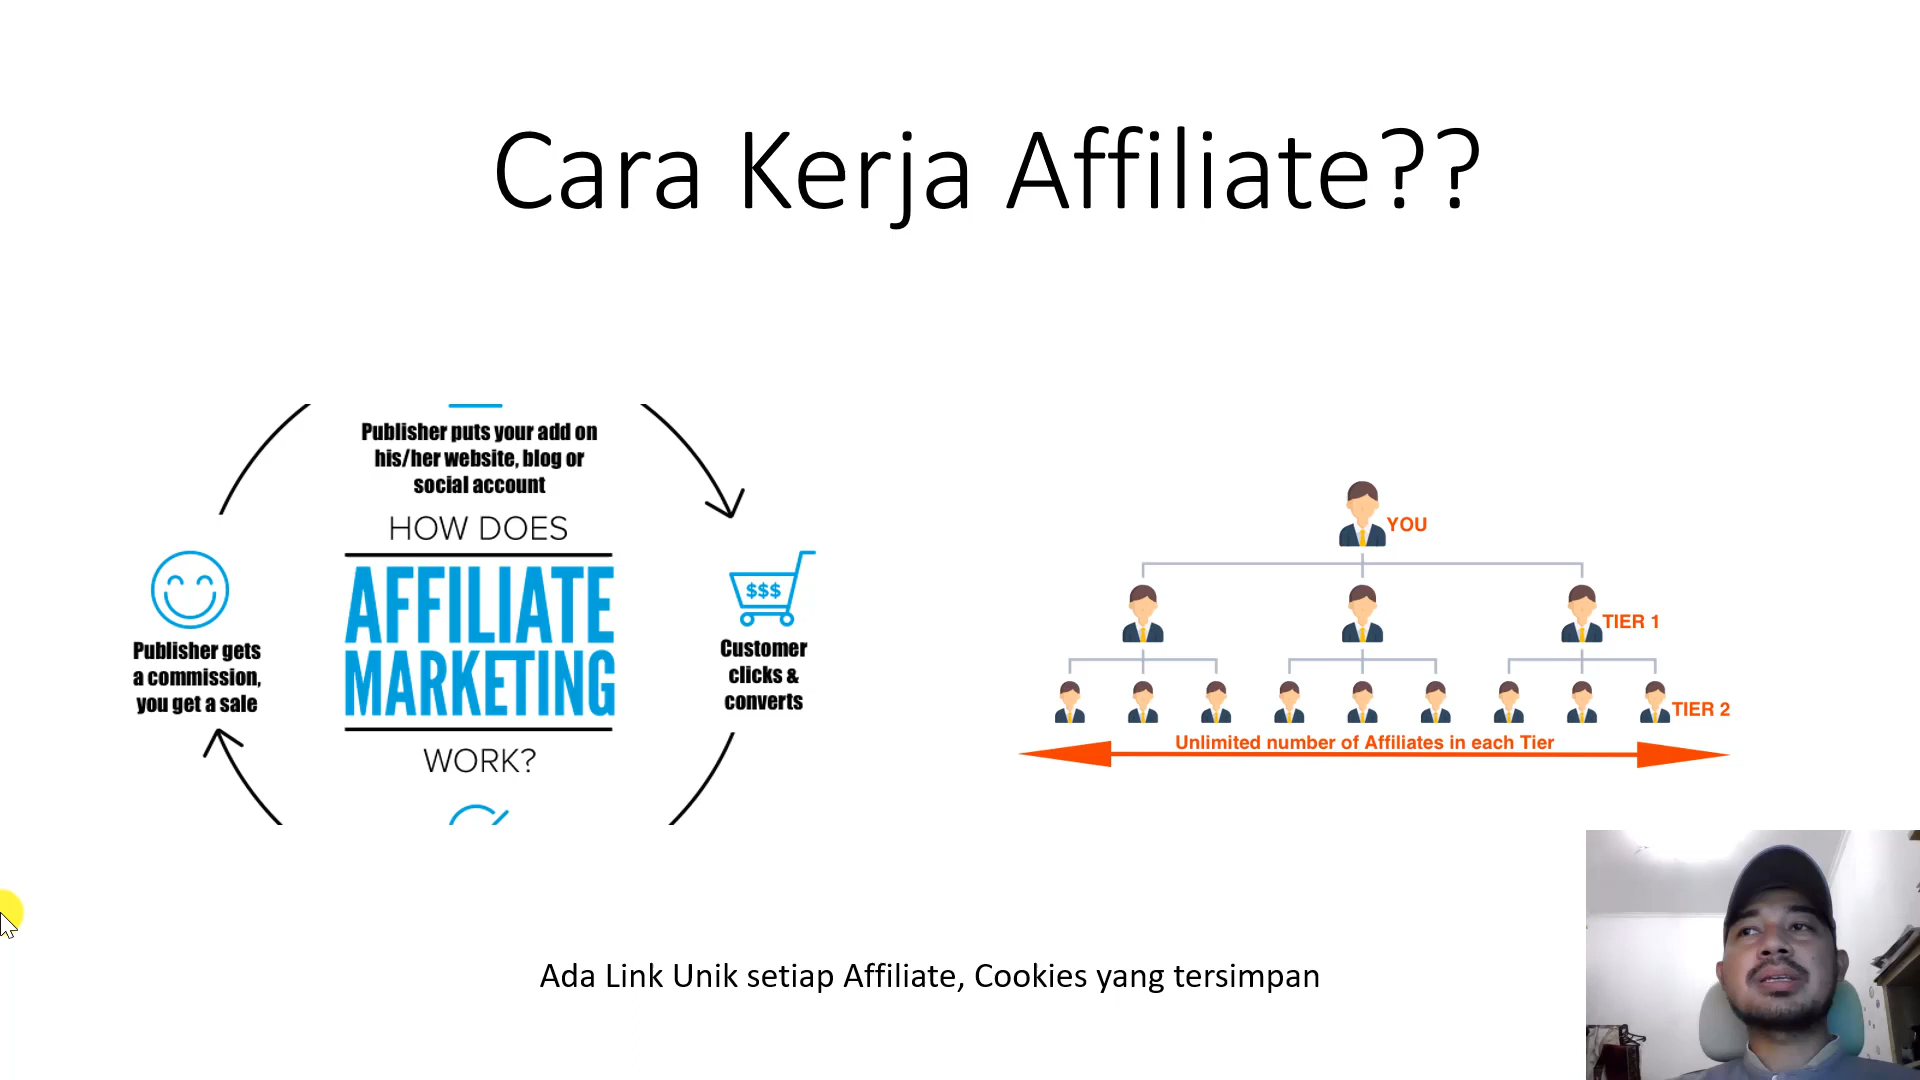 Cara Kerja Affiliate??
Publisher puts your add on
his/her website, blog or
social account
HOW DOES
AFFILIATE
MARKETING
WORK?
Publisher gets
a commission,
you get a sale
$$$
Customer
clicks &
converts
YOU
TIER 1
TIER 2
Unlimited number of Affiliates in each Tier
Ada Link Unik setiap Affiliate, Cookies yang tersimpan